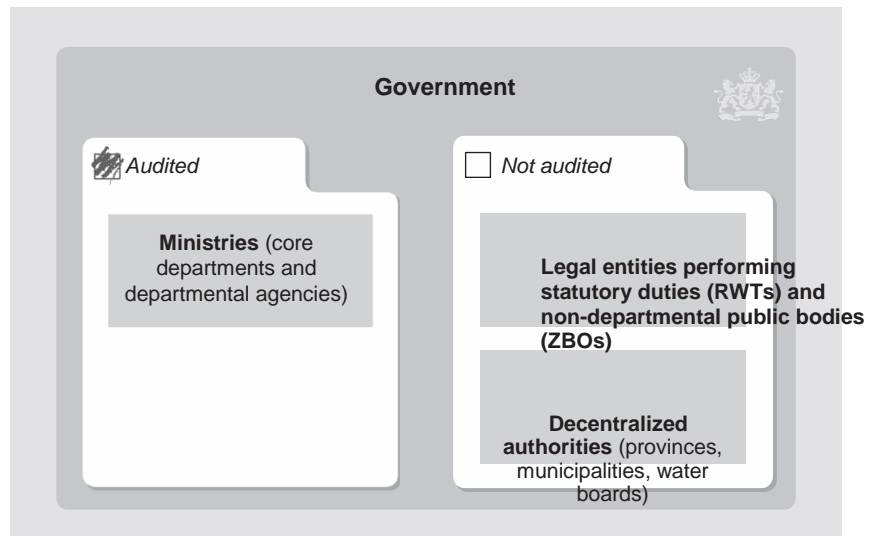 Government
Audited
Ministries (core
departments and
departmental agencies)
Not audited
Legal entities performing
statutory duties (RWTs) and
non-departmental public bodies
(ZBOs)
Decentralized
authorities (provinces,
municipalities, water
boards)